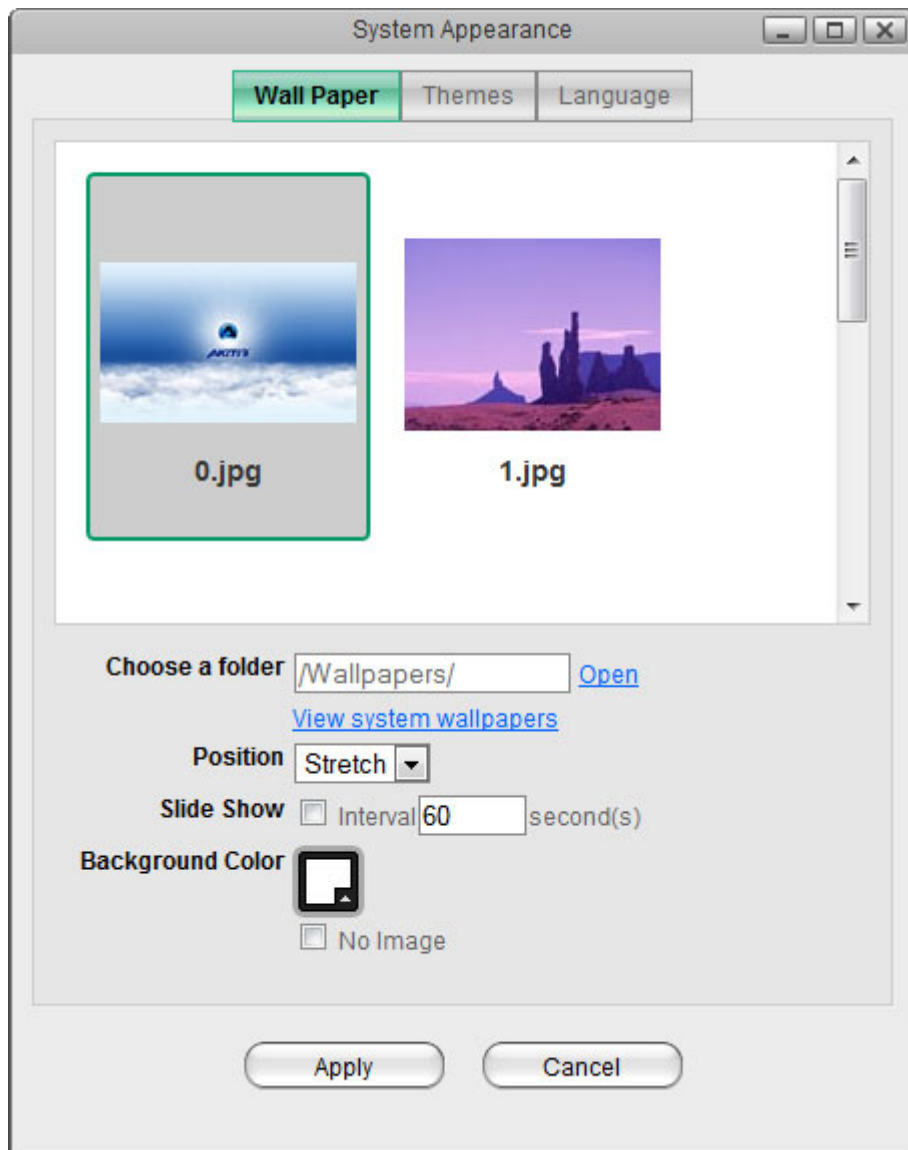 System Appearance
Wall Paper Themes Language
AKiTiO
0.jpg 1.jpg
Choose a folder /Wallpapers/ Open
View system wallpapers
Position Stretch
Slide Show Interval 60 second(s)
Background Color
No Image
Apply Cancel